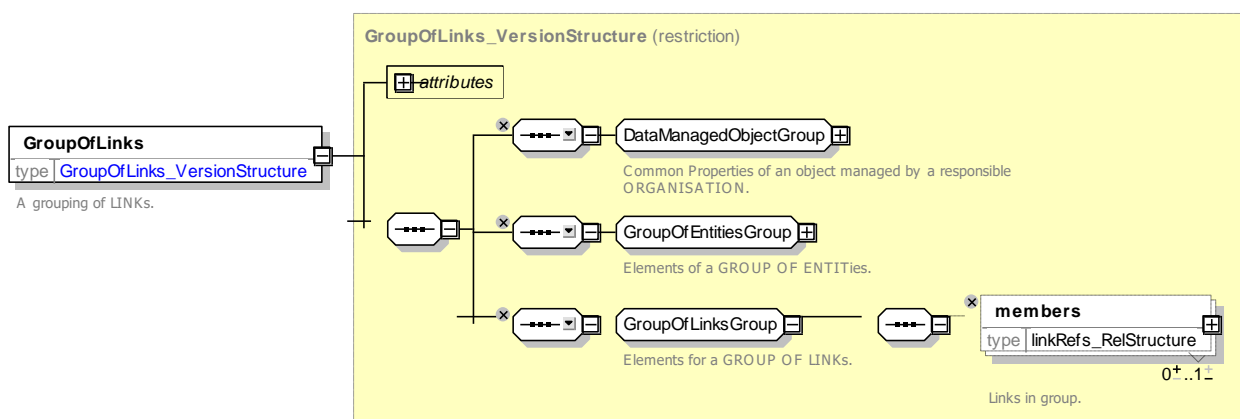 GroupOfLinks_VersionStructure (restriction)
attributes
GroupOfLinks
type GroupOfLinks_VersionStructure
A grouping of LINKs.
DataManagedObjectGroup
Common Properties of an object managed by a responsible
ORGANISATION.
GroupOfEntitiesGroup
Elements of a GROUP OF ENTITies.
GroupOfLinksGroup
Elements for a GROUP OF LINKs.
members
type linkRefs_RelStructure
0..1
Links in group.